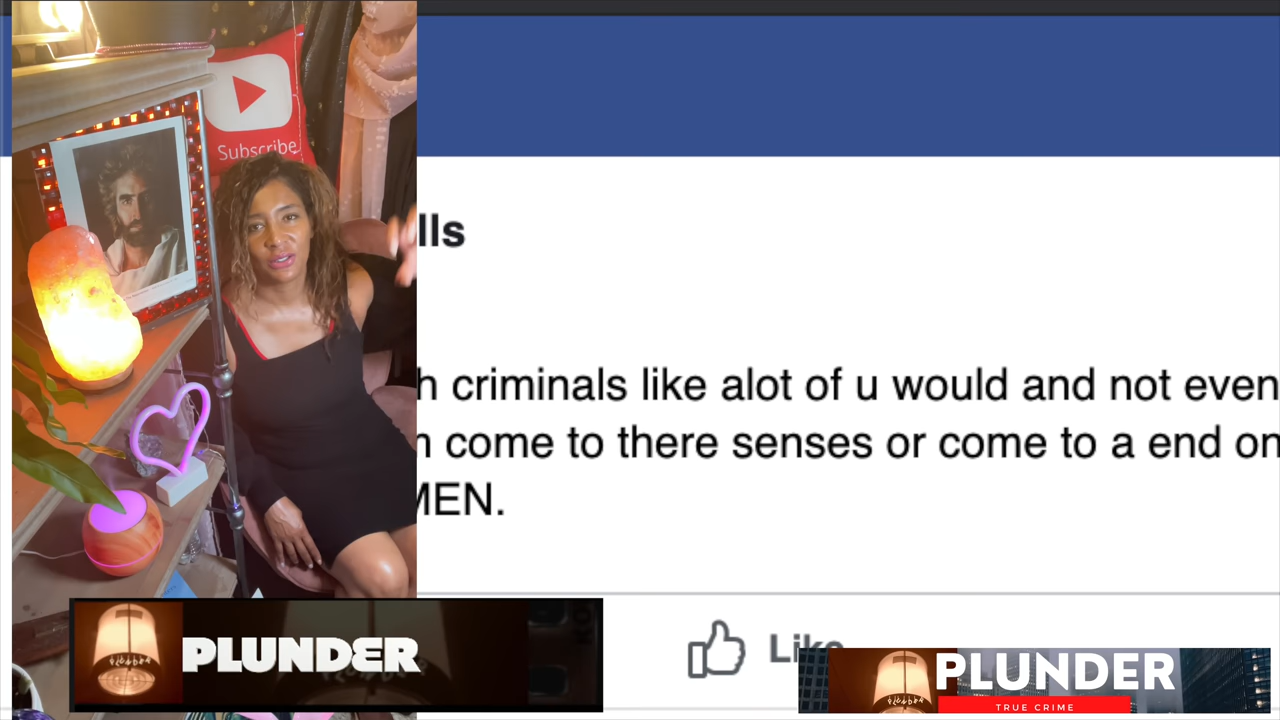 Subscribe
lls
h criminals like alot of u would and not even
come to there senses or come to a end on
MEN.
Like
PLUNDER
PLUNDER
TRUE CRIME